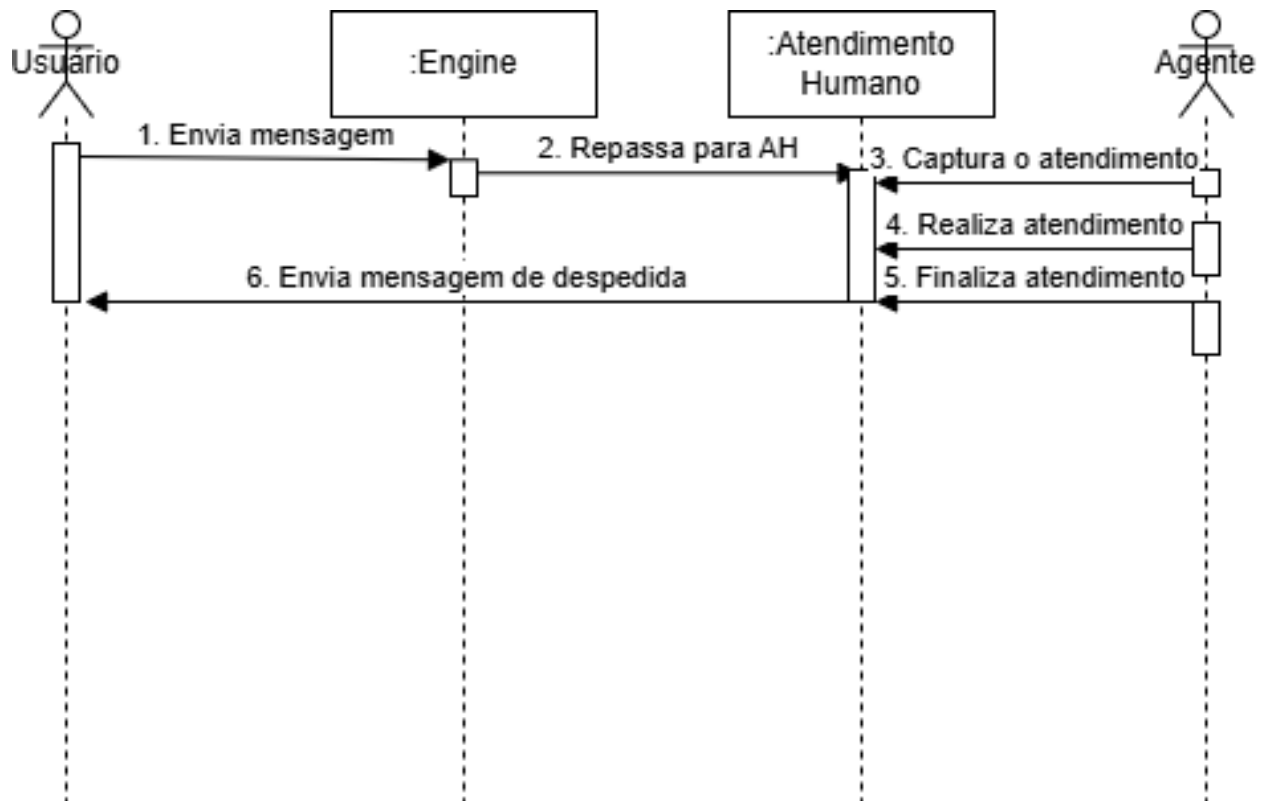 Usuário
:Engine
:Atendimento
Humano
Agente
1. Envia mensagem
2. Repassa para AH
3. Captura o atendimento
4. Realiza atendimento
6. Envia mensagem de despedida
5. Finaliza atendimento